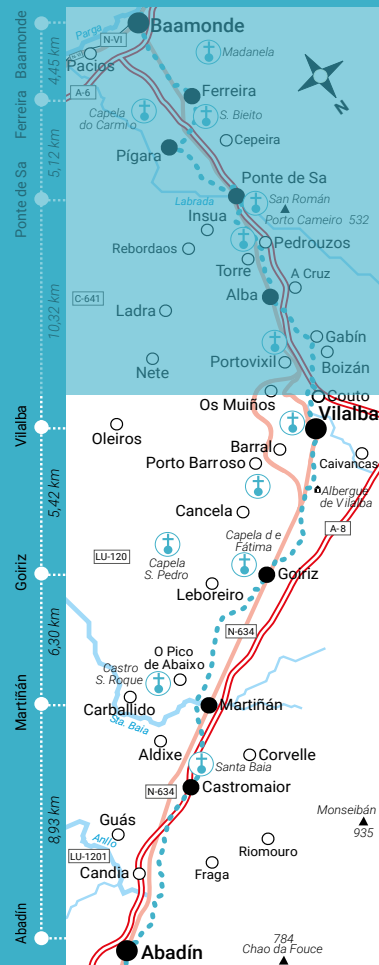 Baamonde
4,45 km
Ferreira
5,12 km
Ponte de Sa
10,32 km
Vilalba
5,42 km
Goiriz
6,30 km
Martiñán
8,93 km
Abadín
Parga
Baamonde
N-VI
Madanela
Pacios
A-6
Ferreira
Capela
do Carmio
S. Bieito
Cepeira
Pígara
N
Ponte de Sa
Labrada
San Román
Porto Cameiro 532
Insua
Pedrouzos
Rebordaos
Torre
A Cruz
C-641
Alba
Ladra
Gabín
Boizán
Portovixil
Nete
Os Muiños
Couto
Vilalba
Oleiros
Barral
Caivancas
Porto Barroso
Albergue
de Vilalba
Cancela
A-8
Capela d e
Fátima
LU-120
Capela
S. Pedro
Goiriz
Leboreiro
N-634
O Pico
de Abaixo
Castro
S. Roque
Carballido
Martiñán
Sta. Baia
Aldixe
Corvelle
Santa Baia
Castromaior
N-634
Monseibán
935
Guás
Anllo
Riomouro
LU-1201
Candia
Fraga
Abadín
784
Chao da Fouce